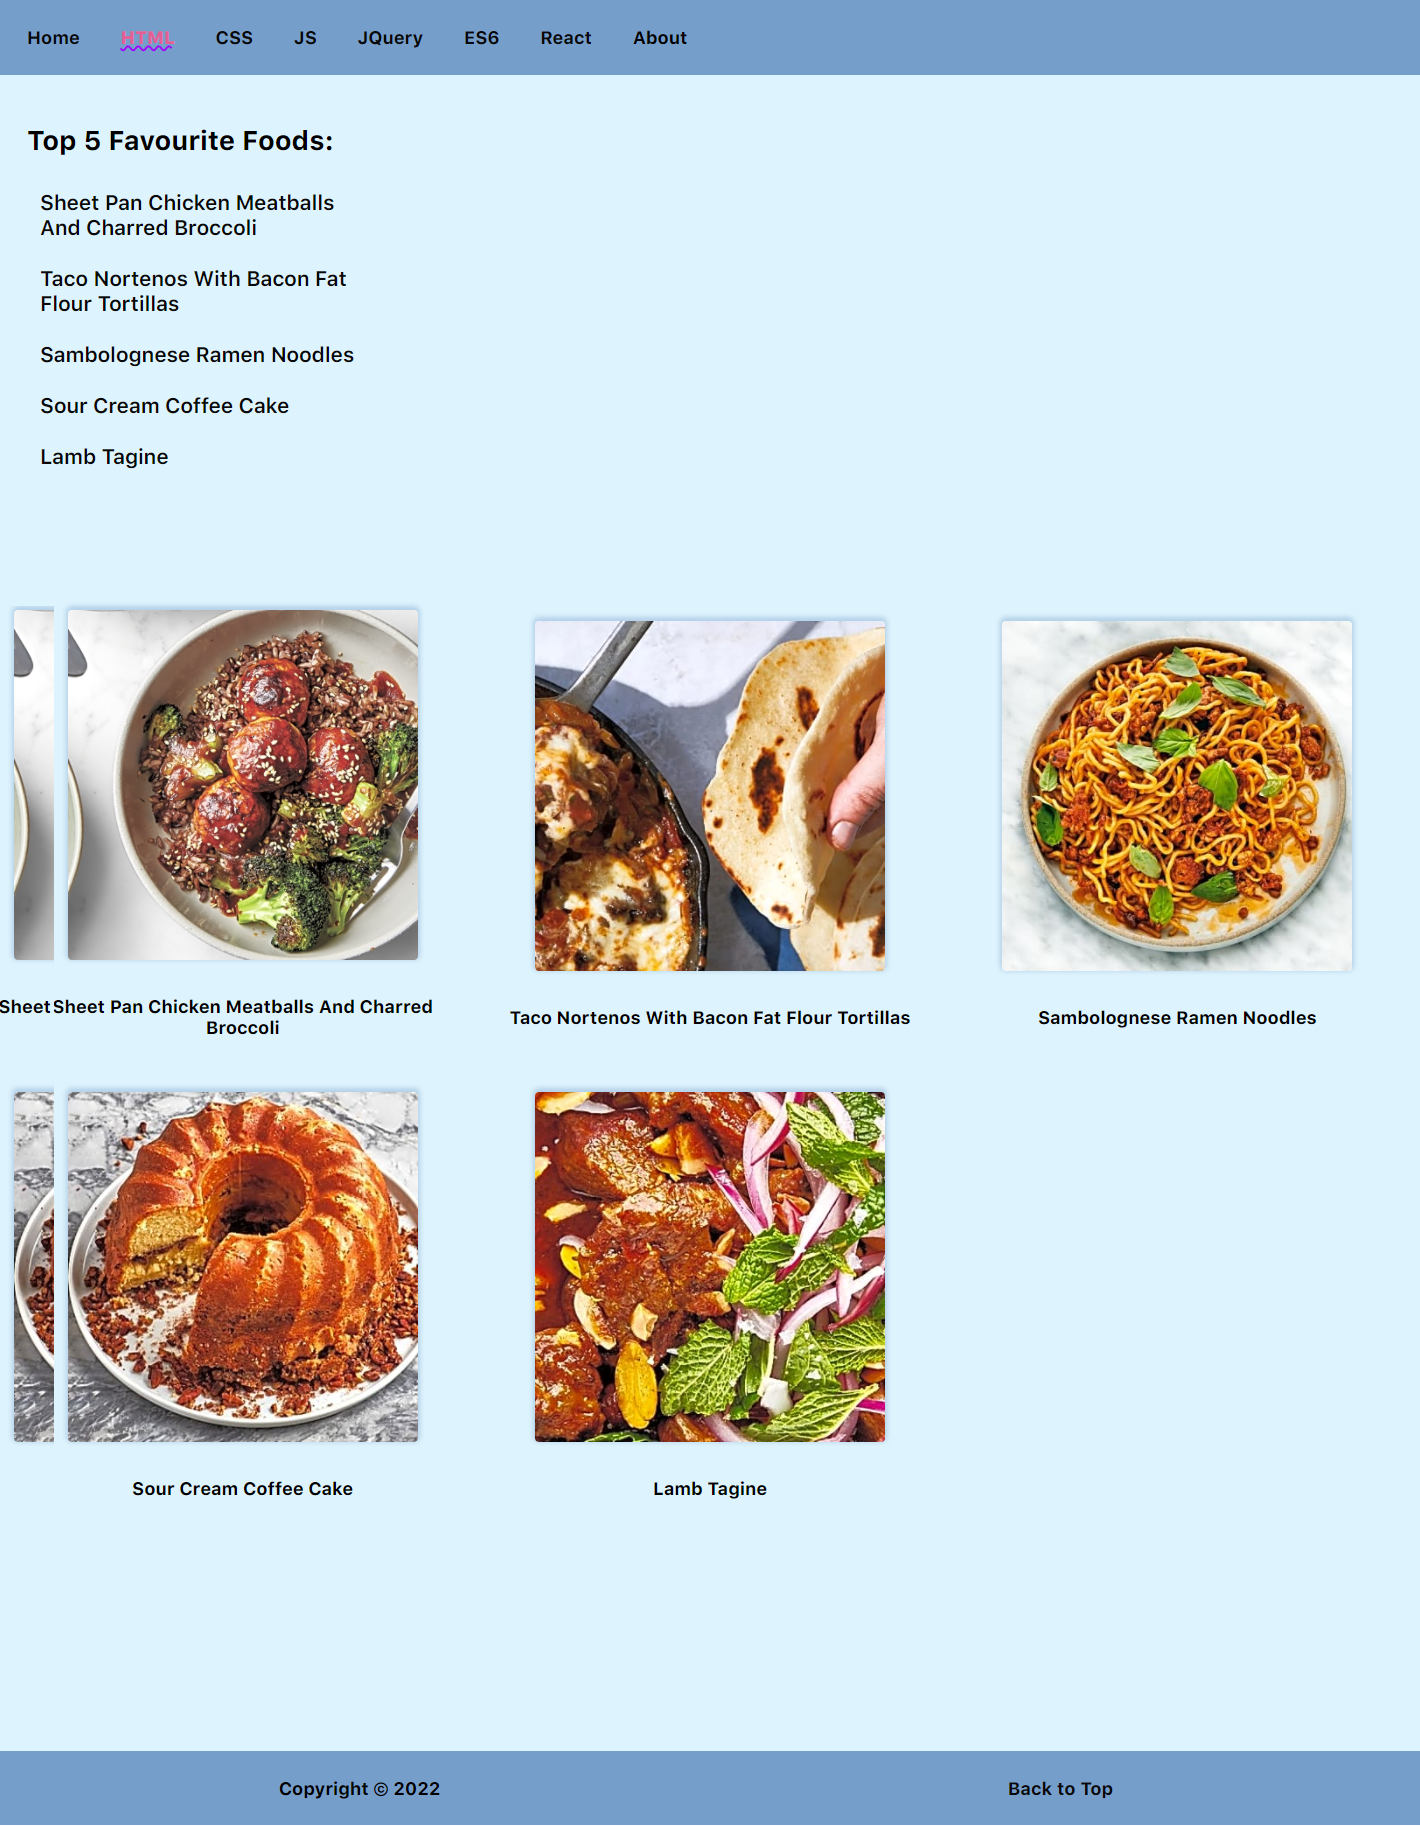 Home HTML CSS JS JQuery ES6 React About
Top 5 Favourite Foods:
Sheet Pan Chicken Meatballs
And Charred Broccoli
Taco Nortenos With Bacon Fat
Flour Tortillas
Sambolognese Ramen Noodles
Sour Cream Coffee Cake
Lamb Tagine
Sheet Sheet Pan Chicken Meatballs And Charred
Broccoli
Taco Nortenos With Bacon Fat Flour Tortillas
Sambolognese Ramen Noodles
Sour Cream Coffee Cake
Lamb Tagine
Copyright © 2022
Back to Top